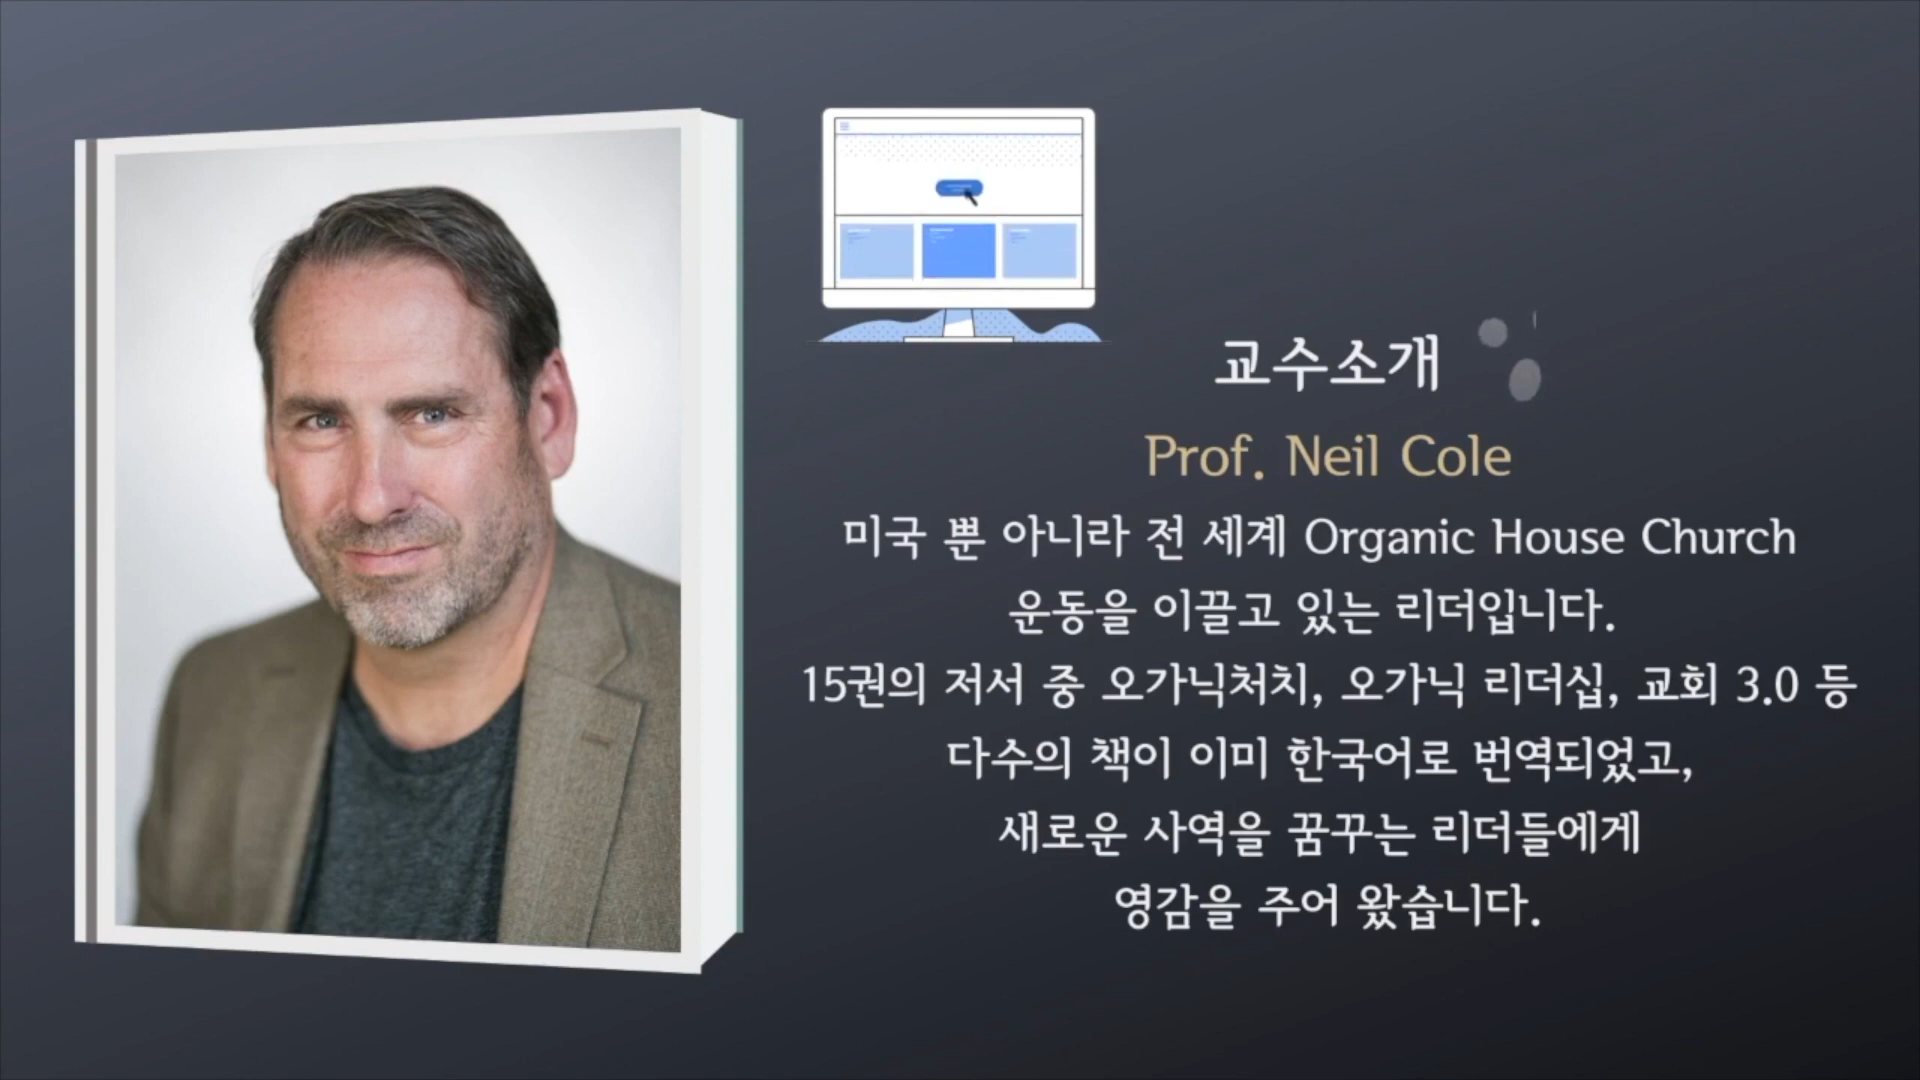 교수소개
Prof. Neil Cole
미국 뿐 아니라 전 세계 Organic House Church
운동을 이끌고 있는 리더입니다.
15권의 저서 중 오가닉처치, 오가닉 리더십, 교회 3.0 등
다수의 책이 이미 한국어로 번역되었고,
새로운 사역을 꿈꾸는 리더들에게
영감을 주어 왔습니다.